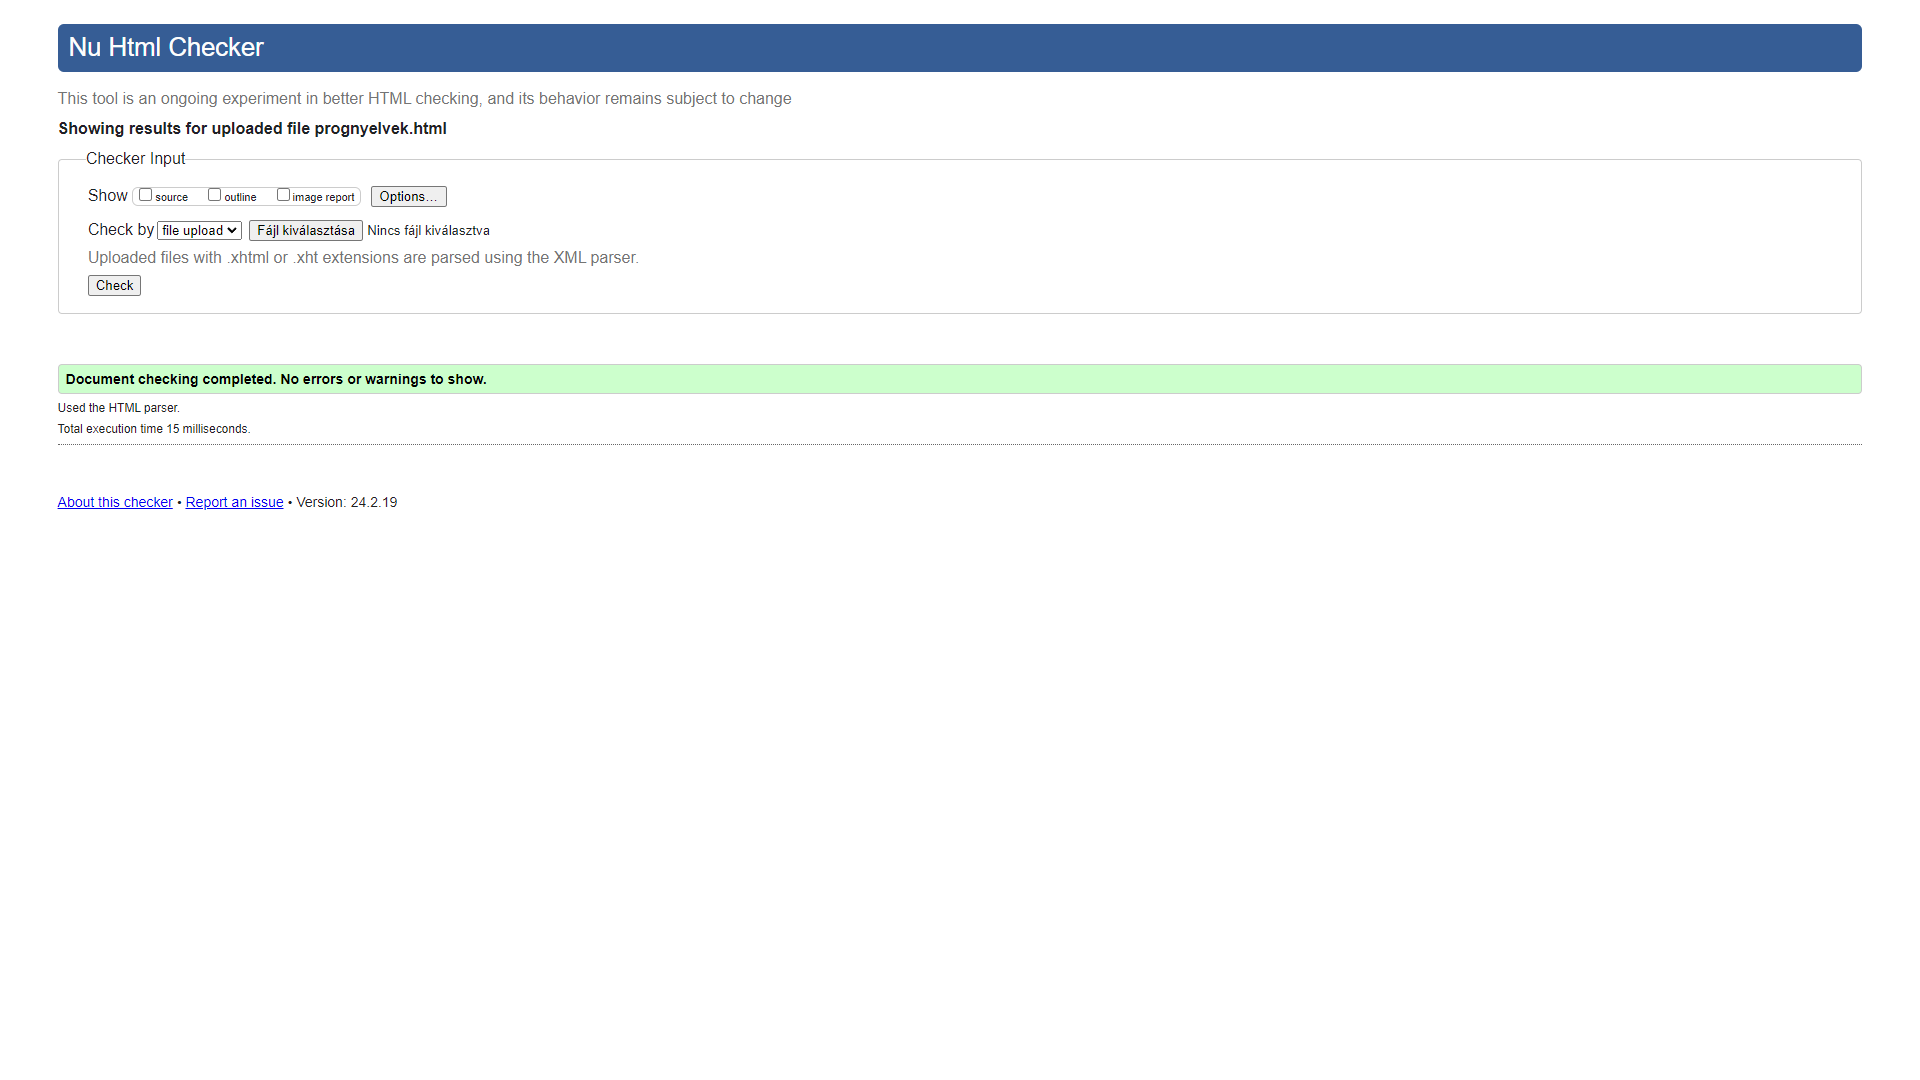 Nu Html Checker
This tool is an ongoing experiment in better HTML checking, and its behavior remains subject to change
Showing results for uploaded file prognyelvek.html
Checker Input
Show source outline image report Options...
Check by file upload Fájl kiválasztása Nincs fájl kiválasztva
Uploaded files with .xhtml or .xht extensions are parsed using the XML parser.
Check
Document checking completed. No errors or warnings to show.
Used the HTML parser.
Total execution time 15 milliseconds.
About this checker • Report an issue • Version: 24.2.19